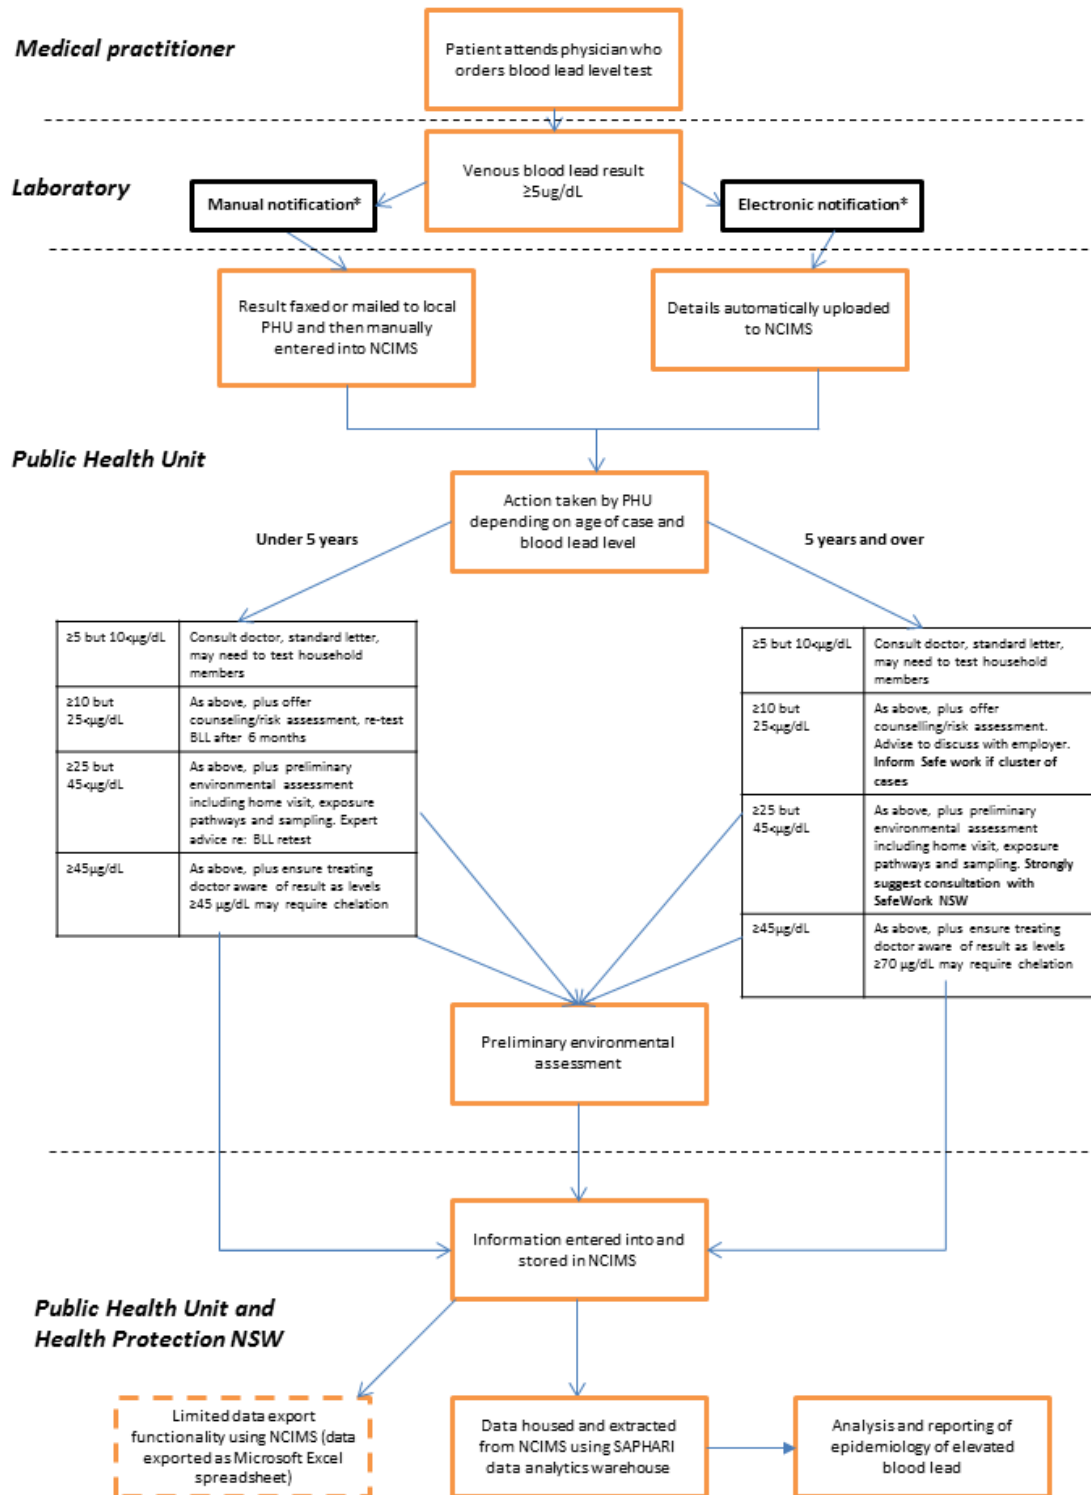 Medical practitioner
Patient attends physician who
orders blood lead level test
Laboratory
Venous blood lead result
≥5ug/dL
Manual notification*
Electronic notification*
Result faxed or mailed to local
PHU and then manually
entered into NCIMS
Details automatically uploaded
to NCIMS
Public Health Unit
Action taken by PHU
depending on age of case and
blood lead level
Under 5 years
5 years and over
≥5 but 10<µg/dL
Consult doctor, standard letter,
may need to test household
members
≥10 but
25<µg/dL
As above, plus offer
counseling/risk assessment, re-test
BLL after 6 months
≥25 but
45<µg/dL
As above, plus preliminary
environmental assessment
including home visit, exposure
pathways and sampling. Expert
advice re: BLL retest
≥45µg/dL
As above, plus ensure treating
doctor aware of result as levels
≥45 µg/dL may require chelation
≥5 but 10<µg/dL
Consult doctor, standard letter,
may need to test household
members
≥10 but
25<µg/dL
As above, plus offer
counselling/risk assessment.
Advise to discuss with employer.
Inform Safe work if cluster of
cases
≥25 but
45<µg/dL
As above, plus preliminary
environmental assessment
including home visit, exposure
pathways and sampling. Strongly
suggest consultation with
SafeWork NSW
≥45µg/dL
As above, plus ensure treating
doctor aware of result as levels
≥70 µg/dL may require chelation
Preliminary environmental
assessment
Information entered into and
stored in NCIMS
Public Health Unit and
Health Protection NSW
Limited data export
functionality using NCIMS (data
exported as Microsoft Excel
spreadsheet)
Data housed and extracted
from NCIMS using SAPHARI
data analytics warehouse
Analysis and reporting of
epidemiology of elevated
blood lead